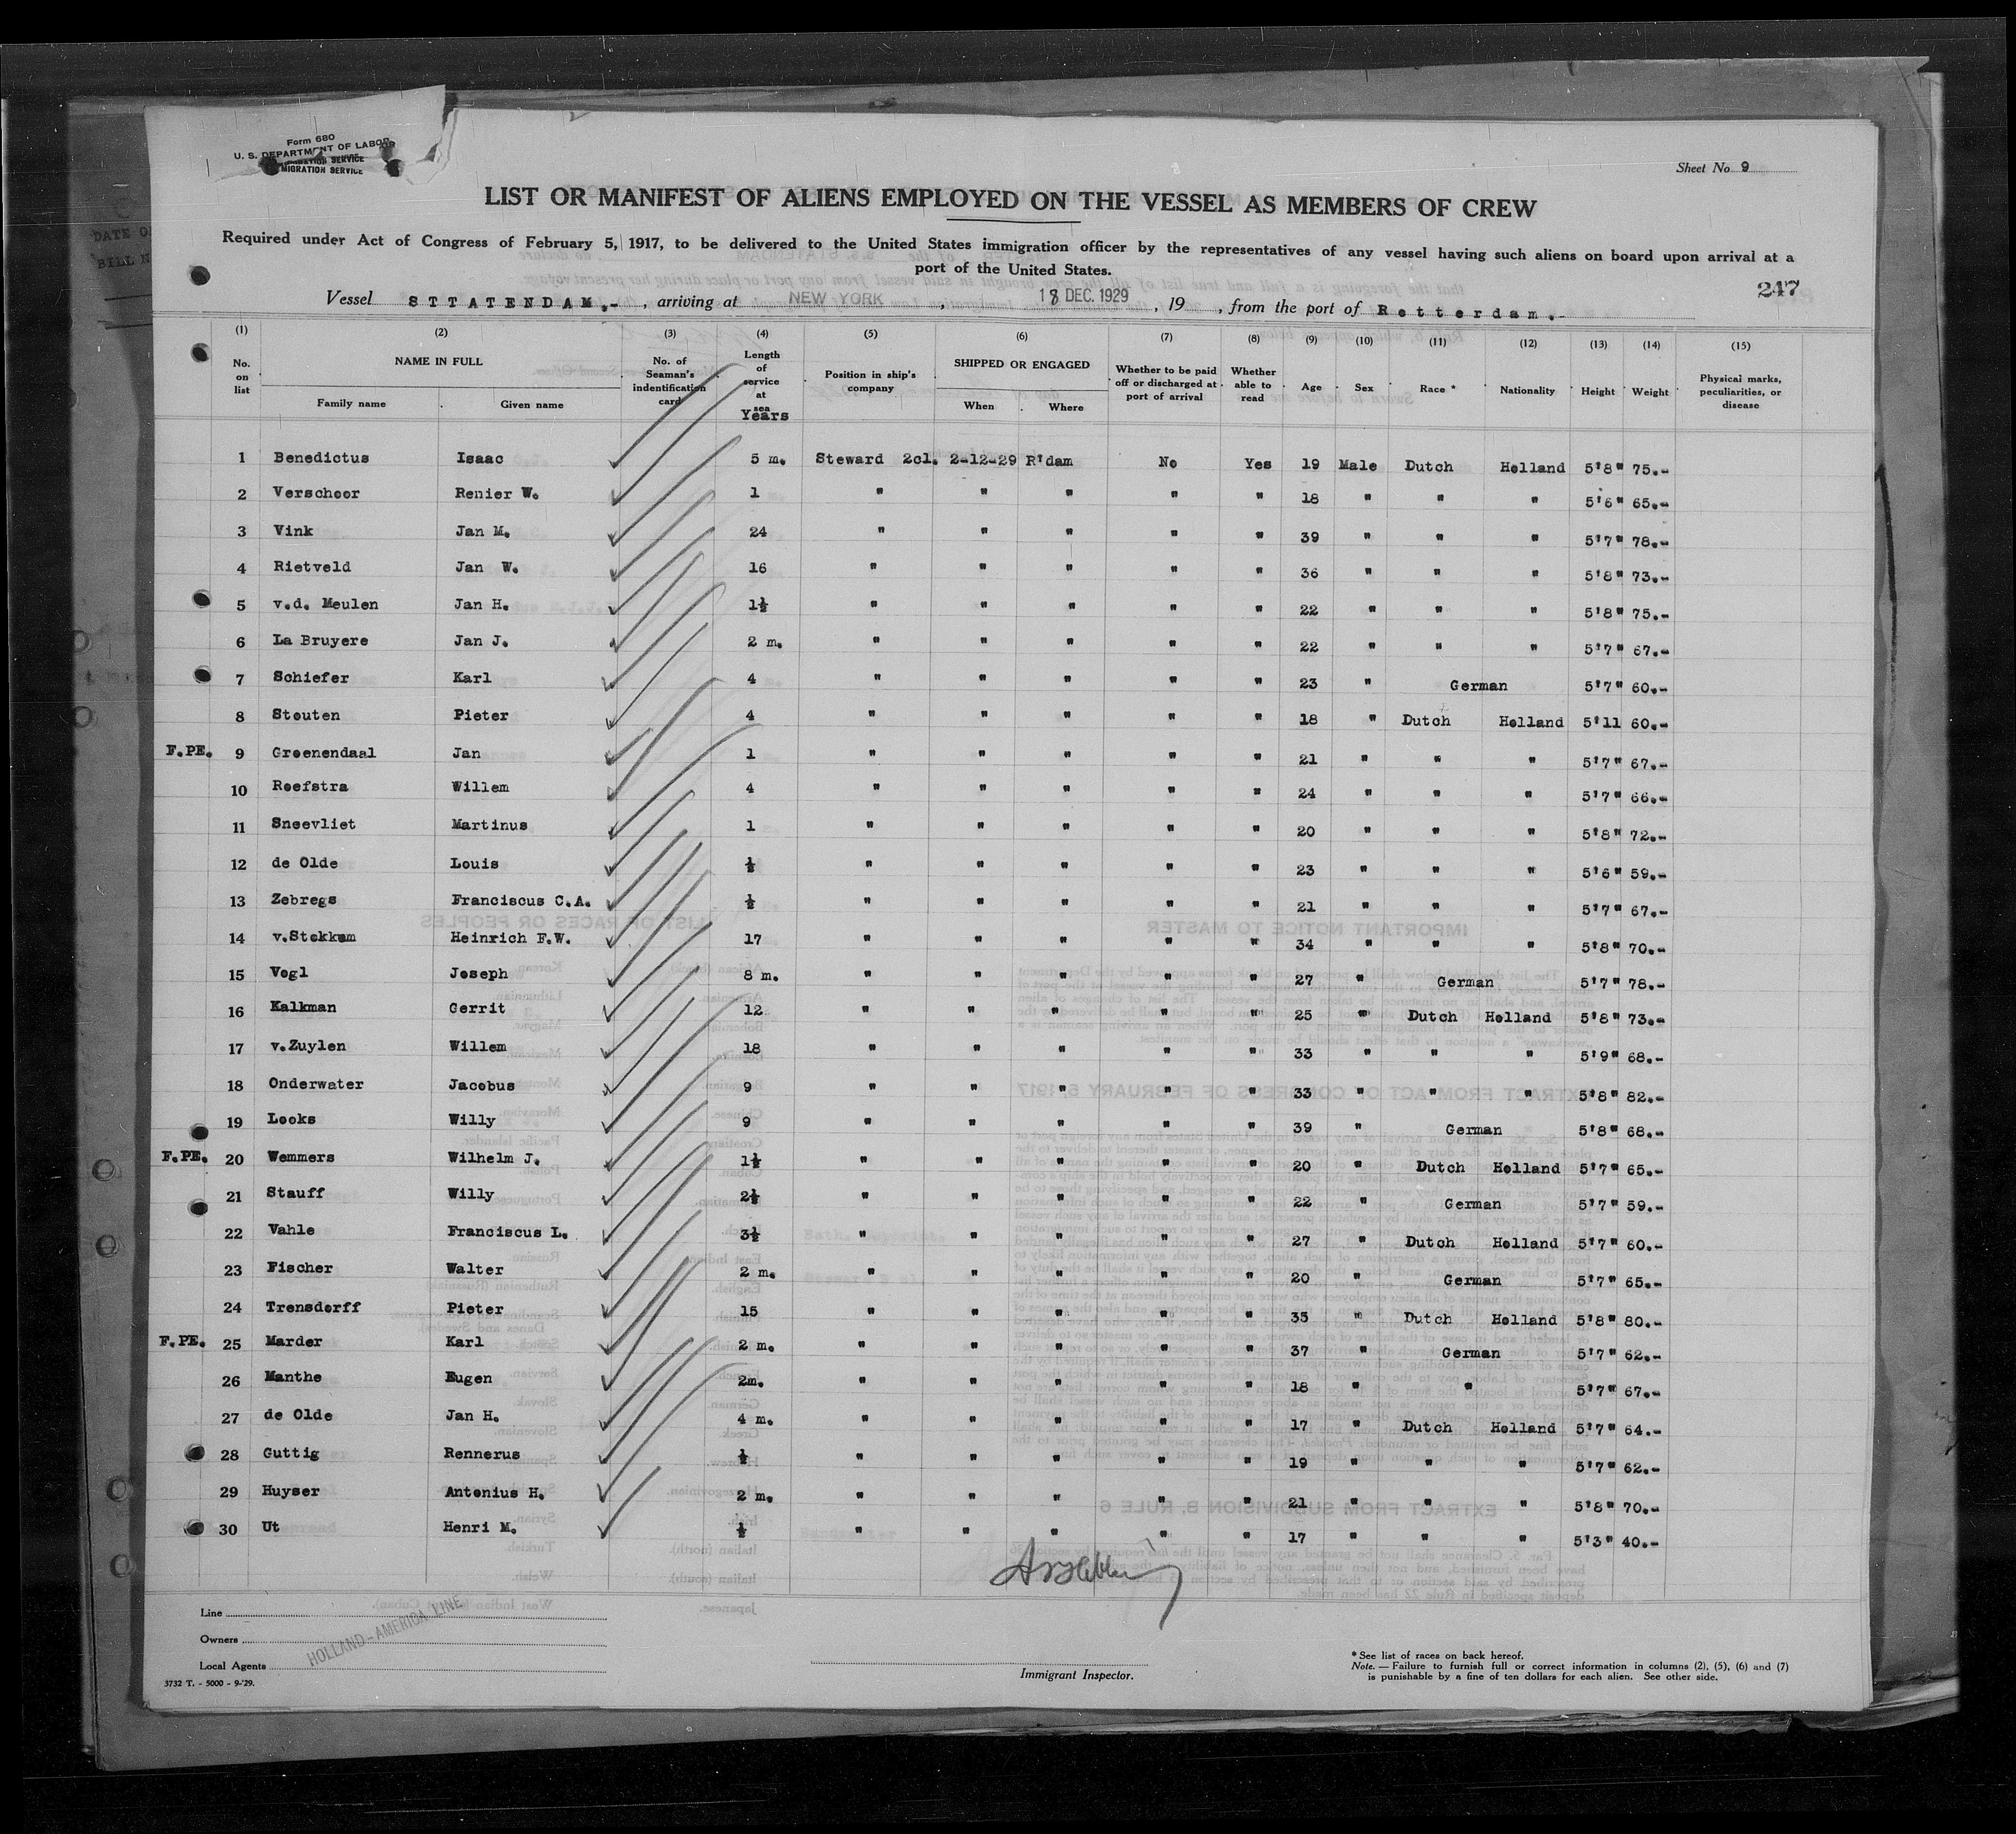 Form 680
U. S. DEPARTMENT OF LABOR
IMMIGRATION SERVICE
Sheet No 9
LIST OR MANIFEST OF ALIENS EMPLOYED ON THE VESSEL AS MEMBERS OF CREW
Required under Act of Congress of February 5, 1917, to be delivered to the United States immigration officer by the representatives of any vessel having such aliens on board upon arrival at a
port of the United States.
247
Vessel STTATENDAM.- , arriving at NEW YORK , 18 DEC. 1929 , 19 , from the port of Rotterdam.-
(1) (2) (3) (4) (5) (6) (7) (8) (9) (10) (11) (12) (13) (14) (15)
No. on list NAME IN FULL Family name Given name No. of Seaman's indentification card Length of service at sea Years Position in ship's company SHIPPED OR ENGAGED When Where Whether to be paid off or discharged at port of arrival Whether able to read Age Sex Race * Nationality Height Weight Physical marks, peculiarities, or disease
1 Benedictus Isaac 5 m. Steward 2cl. 2-12-29 R'dam No Yes 19 Male Dutch Holland 5'8" 75.-
2 Verschoor Renier W. 1 " " " " " 18 " " " 5'6" 65.-
3 Vink Jan M. 24 " " " " " 39 " " " 5'7" 78.-
4 Rietveld Jan W. 16 " " " " " 36 " " " 5'8" 73.-
5 v.d. Meulen Jan H. 1½ " " " " " 22 " " " 5'8" 75.-
6 La Bruyere Jan J. 2 m. " " " " " 22 " " " 5'7" 67.-
7 Schiefer Karl 4 " " " " " 23 " German 5'7" 60.-
8 Stouten Pieter 4 " " " " " 18 " Dutch Holland 5'11 60.-
F.PE. 9 Groenendaal Jan 1 " " " " " 21 " " " 5'7" 67.-
10 Roefstra Willem 4 " " " " " 24 " " " 5'7" 66.-
11 Sneevliet Martinus 1 " " " " " 20 " " " 5'8" 72.-
12 de Olde Louis ½ " " " " " 23 " " " 5'6" 59.-
13 Zebregs Franciscus C.A. ½ " " " " " 21 " " " 5'7" 67.-
14 v.Stokkum Heinrich F.W. 17 " " " " " 34 " " " 5'8" 70.-
15 Vogl Joseph 8 m. " " " " " 27 " German 5'7" 78.-
16 Kalkman Gerrit 12 " " " " " 25 " Dutch Holland 5'8" 73.-
17 v.Zuylen Willem 18 " " " " " 33 " " " 5'9" 68.-
18 Onderwater Jacobus 9 " " " " " 33 " " " 5'8" 82.-
19 Looks Willy 9 " " " " " 39 " German 5'8" 68.-
F.PE. 20 Wemmers Wilhelm J. 1½ " " " " " 20 " Dutch Holland 5'7" 65.-
21 Stauff Willy 2½ " " " " " 22 " German 5'7" 59.-
22 Vahle Franciscus L. 3½ " " " " " 27 " Dutch Holland 5'7" 60.-
23 Fischer Walter 2 m. " " " " " 20 " German 5'7" 65.-
24 Trensdorff Pieter 15 " " " " " 35 " Dutch Holland 5'8" 80.-
F.PE. 25 Marder Karl 2 m. " " " " " 37 " German 5'7" 62.-
26 Manthe Eugen 2m. " " " " " 18 " " 5'7" 67.-
27 de Olde Jan H. 4 m. " " " " " 17 " Dutch Holland 5'7" 64.-
28 Guttig Rennerus ½ " " " " " 19 " " " 5'7" 62.-
29 Huyser Antonius H. 2 m. " " " " " 21 " " " 5'8" 70.-
30 Ut Henri M. ½ " " " " " 17 " " " 5'3" 40.-
Line
Owners
HOLLAND-AMERICA LINE
Local Agents
3732 T. - 5000 - 9-'29.
Immigrant Inspector.
* See list of races on back hereof.
Note. — Failure to furnish full or correct information in columns (2), (5), (6) and (7)
is punishable by a fine of ten dollars for each alien. See other side.